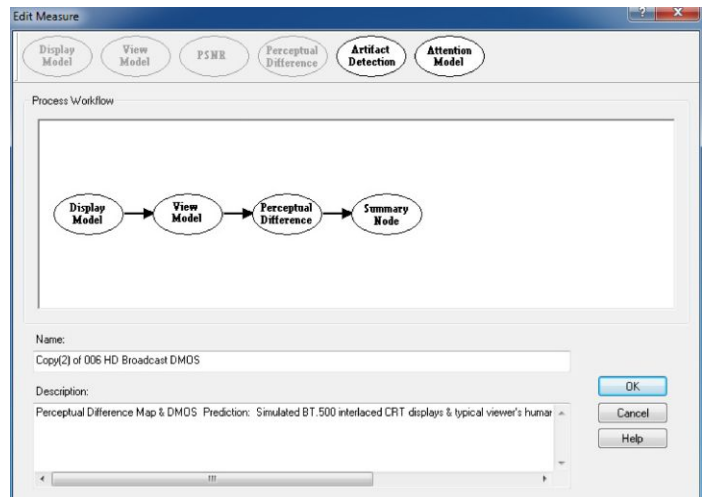 Edit Measure
Display
Model
View
Model
PSNR
Perceptual
Difference
Artifact
Detection
Attention
Model
Process Workflow
Display
Model
View
Model
Perceptual
Difference
Summary
Node
Name:
Copy(2) of 006 HD Broadcast DMOS
Description:
Perceptual Difference Map & DMOS Prediction: Simulated BT.500 interlaced CRT displays & typical viewer's humar
OK
Cancel
Help